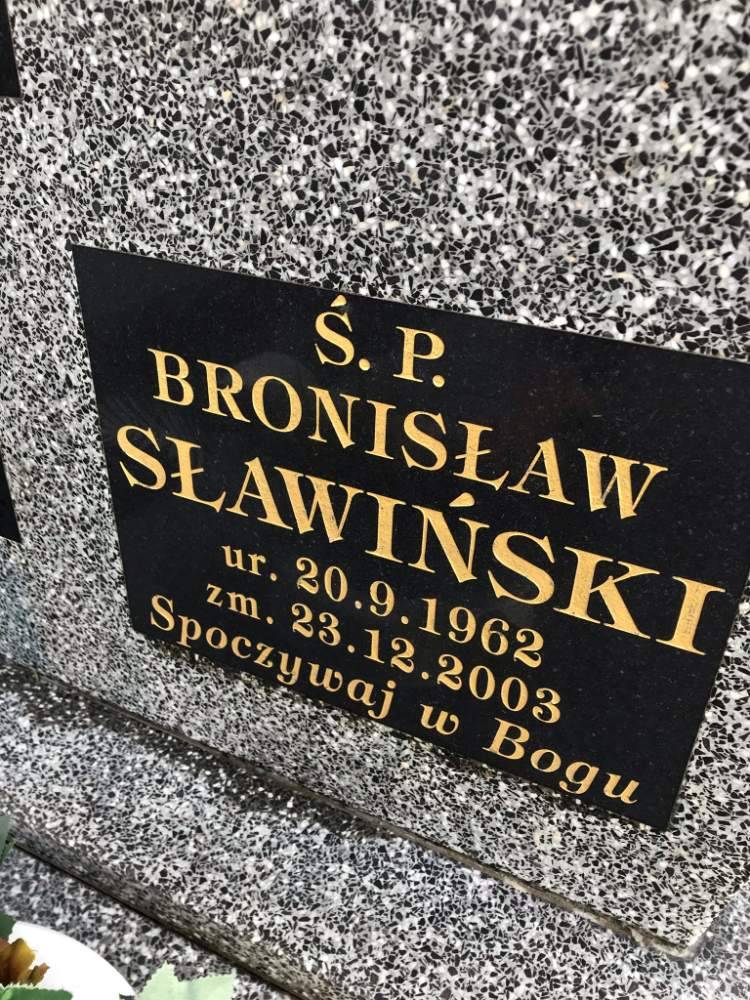 Ś. P.
BRONISŁAW
SŁAWIŃSKI
ur. 20.9.1962
zm. 23.12.2003
Spoczywaj w Bogu